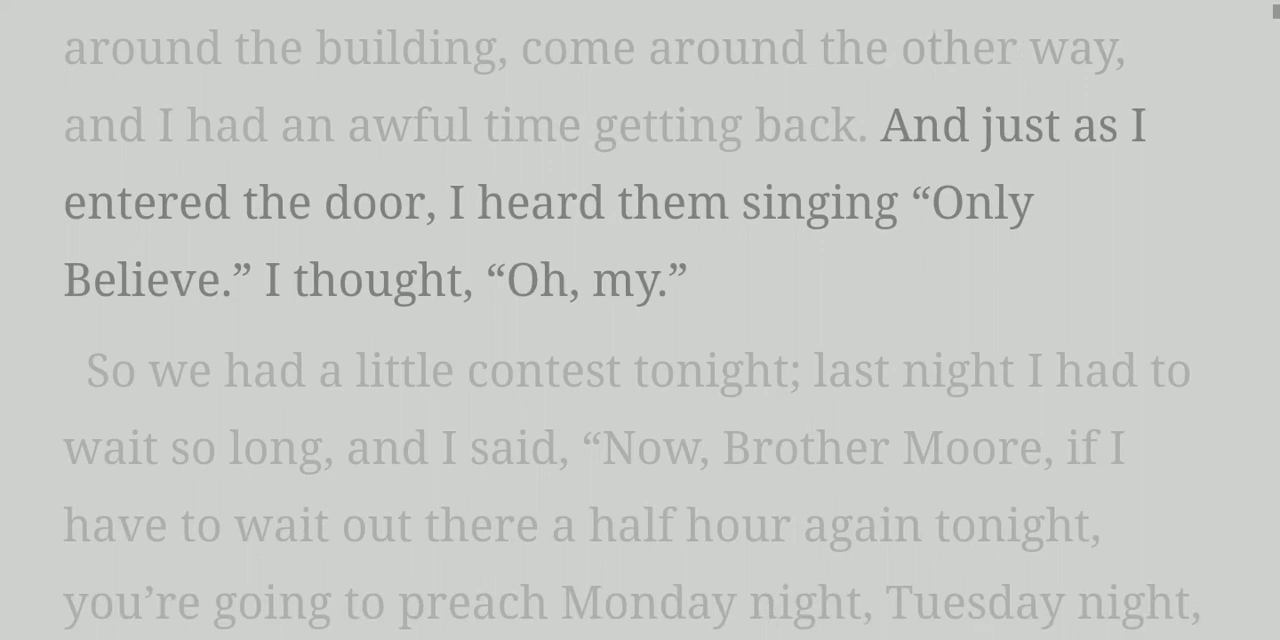 around the building, come around the other way,
and I had an awful time getting back. And just as I
entered the door, I heard them singing “Only
Believe.” I thought, “Oh, my.”
So we had a little contest tonight; last night I had to
wait so long, and I said, “Now, Brother Moore, if I
have to wait out there a half hour again tonight,
you’re going to preach Monday night, Tuesday night,